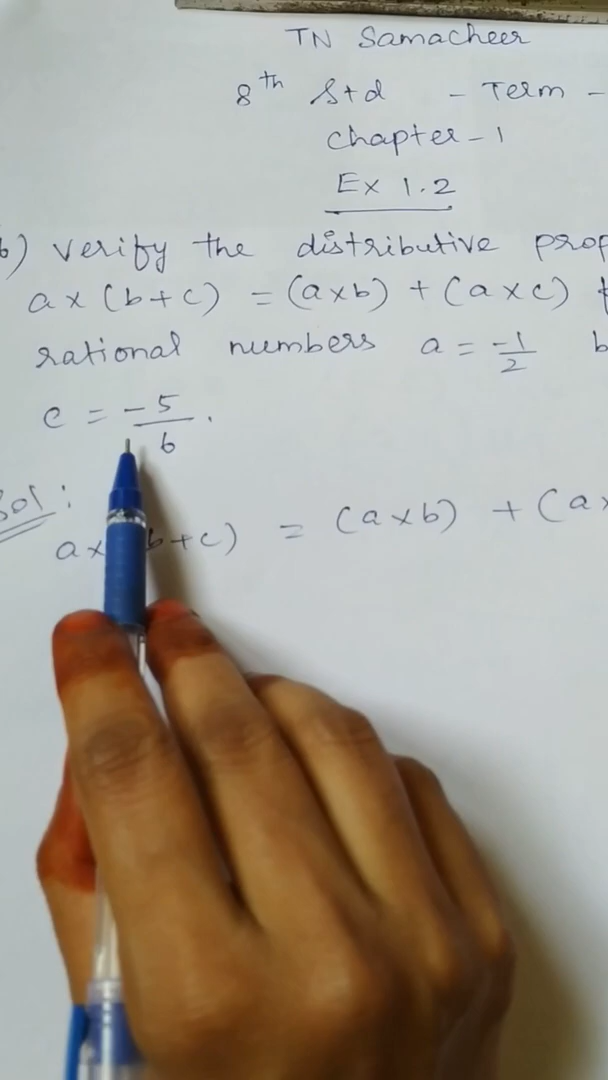 TN Samacheer
8th Std - Term -
Chapter-1
Ex 1.2
6) verify the distributive prop
a × (b+c) = (a×b) + (a×c) f
rational numbers a = -1/2 b
c = -5/6.
Sol:
a× b+c) = (a×b) + (a×